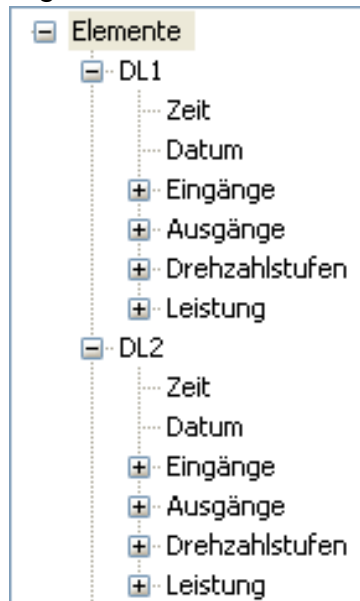 Elemente
DL1
Zeit
Datum
Eingänge
Ausgänge
Drehzahlstufen
Leistung
DL2
Zeit
Datum
Eingänge
Ausgänge
Drehzahlstufen
Leistung